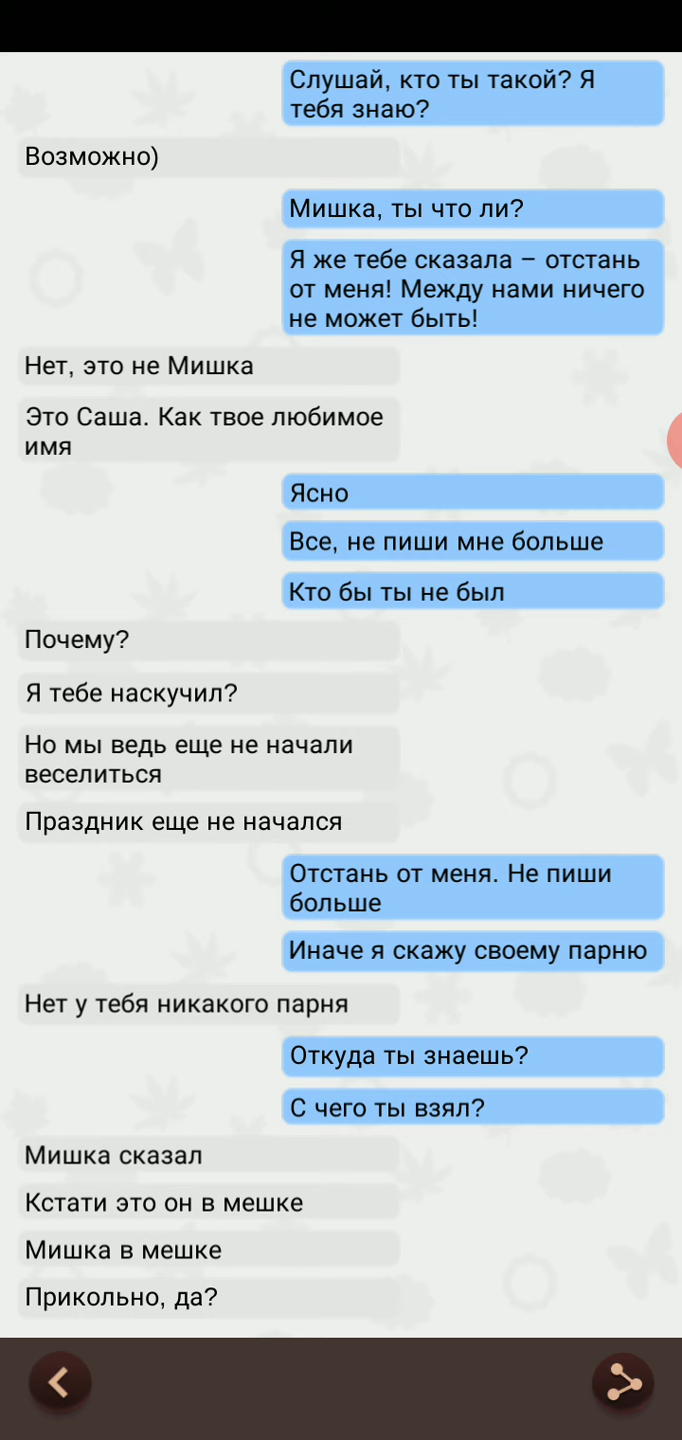 Слушай, кто ты такой? Я
тебя знаю?
Возможно)
Мишка, ты что ли?
Я же тебе сказала – отстань
от меня! Между нами ничего
не может быть!
Нет, это не Мишка
Это Саша. Как твое любимое
имя
Ясно
Все, не пиши мне больше
Кто бы ты не был
Почему?
Я тебе наскучил?
Но мы ведь еще не начали
веселиться
Праздник еще не начался
Отстань от меня. Не пиши
больше
Иначе я скажу своему парню
Нет у тебя никакого парня
Откуда ты знаешь?
С чего ты взял?
Мишка сказал
Кстати это он в мешке
Мишка в мешке
Прикольно, да?